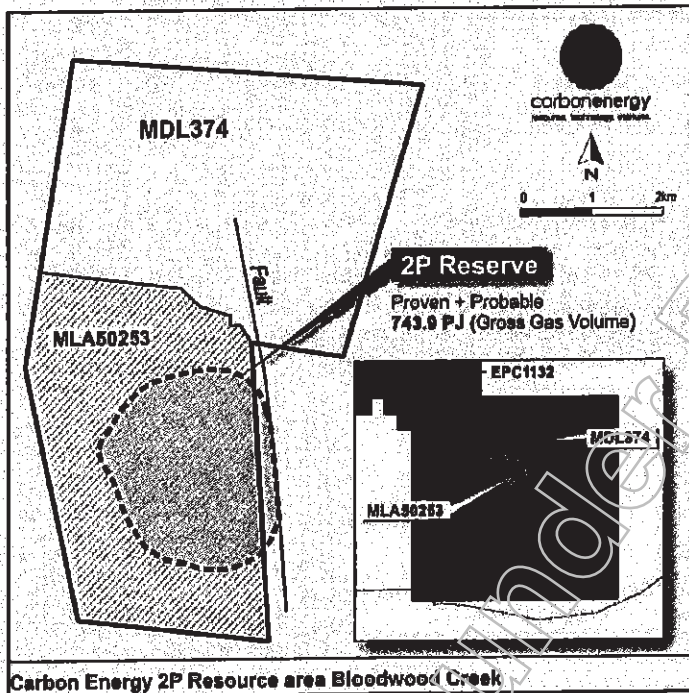 MDL374
carbonenergy
N
0 1 2km
Fault
2P Reserve
Proven + Probable
743.9 PJ (Gross Gas Volume)
MLA50253
EPC1132
MDL374
MLA50253
Carbon Energy 2P Resource area Bloodwood Creek